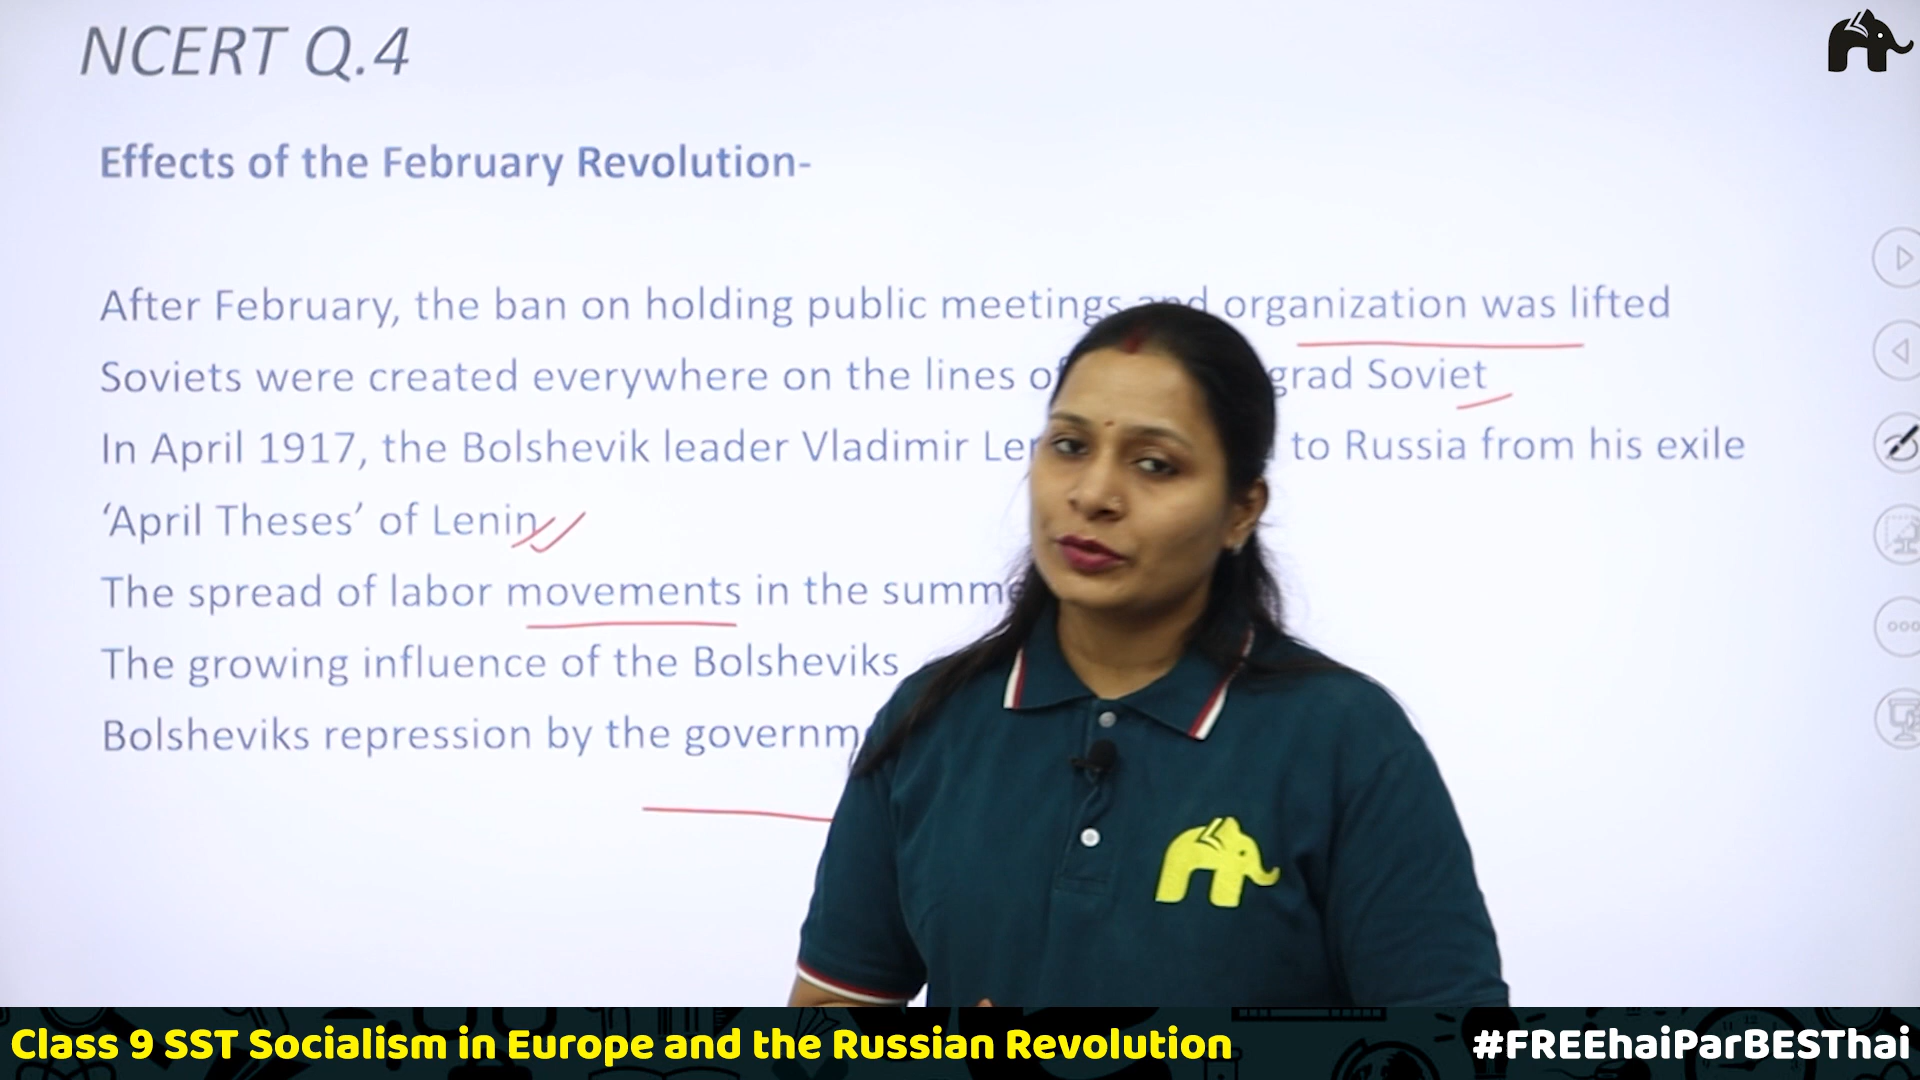 NCERT Q.4
Effects of the February Revolution-
After February, the ban on holding public meetings and organization was lifted
Soviets were created everywhere on the lines of grad Soviet
In April 1917, the Bolshevik leader Vladimir to Russia from his exile
‘April Theses’ of Lenin
The spread of labor movements in the
The growing influence of the Bolsheviks
Bolsheviks repression by the
Class 9 SST Socialism in Europe and the Russian Revolution
#FREEhaiParBESThai